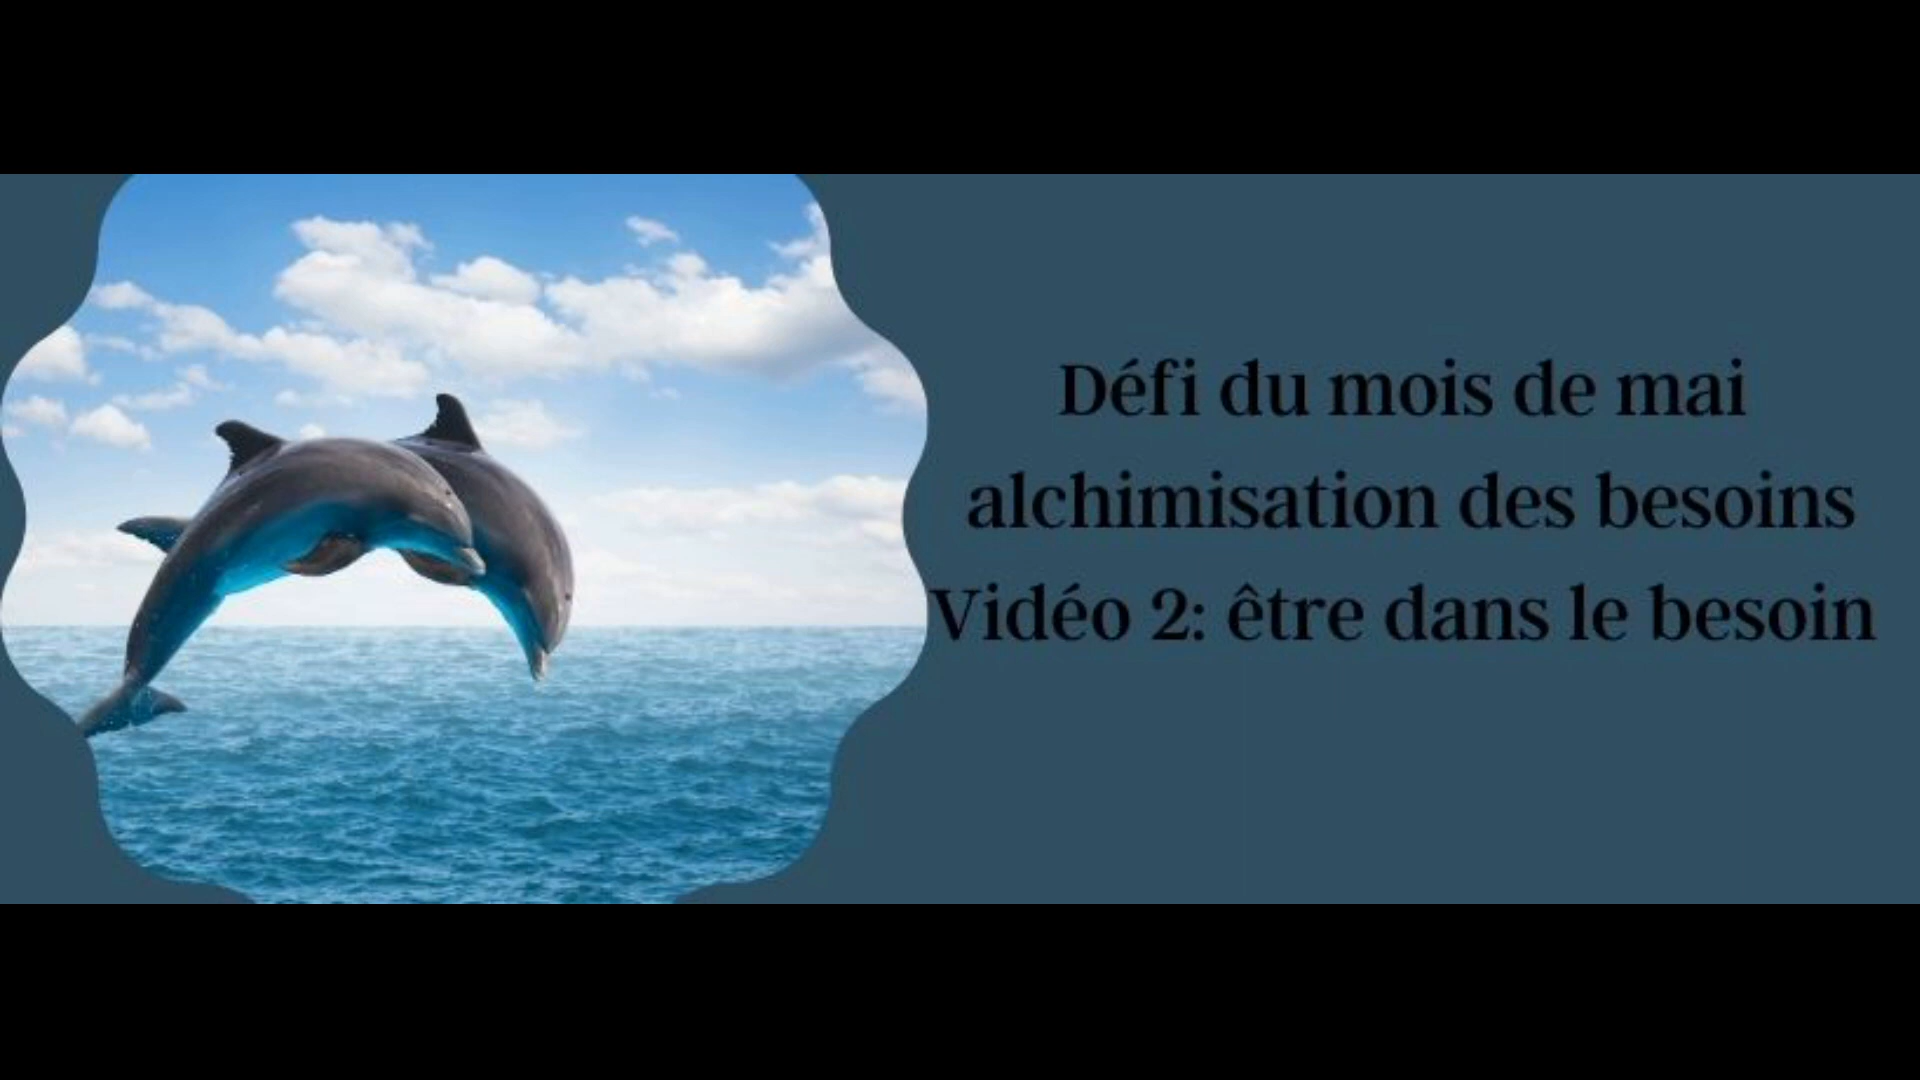 Défi du mois de mai
alchimisation des besoins
Vidéo 2: être dans le besoin